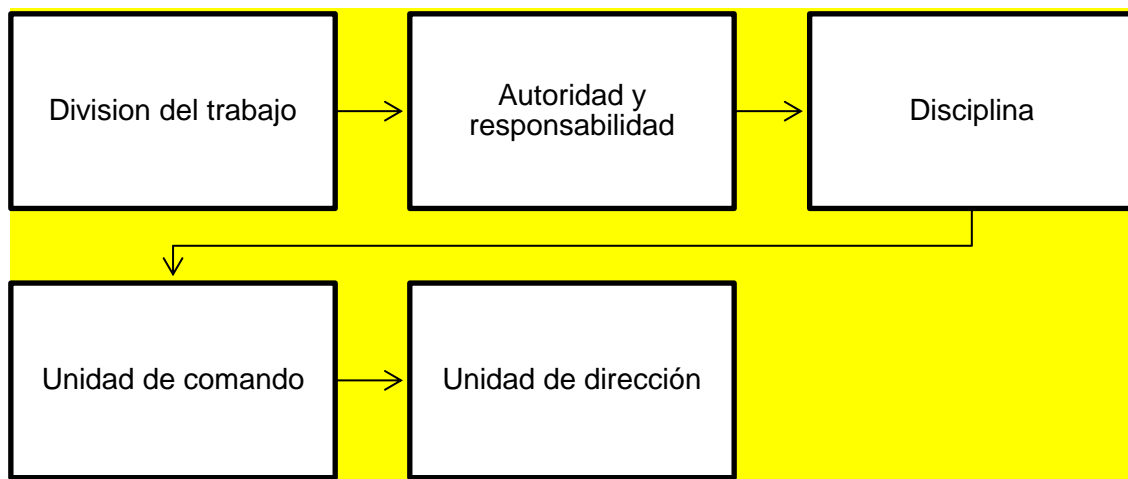 Division del trabajo
Autoridad y
responsabilidad
Disciplina
Unidad de comando
Unidad de dirección